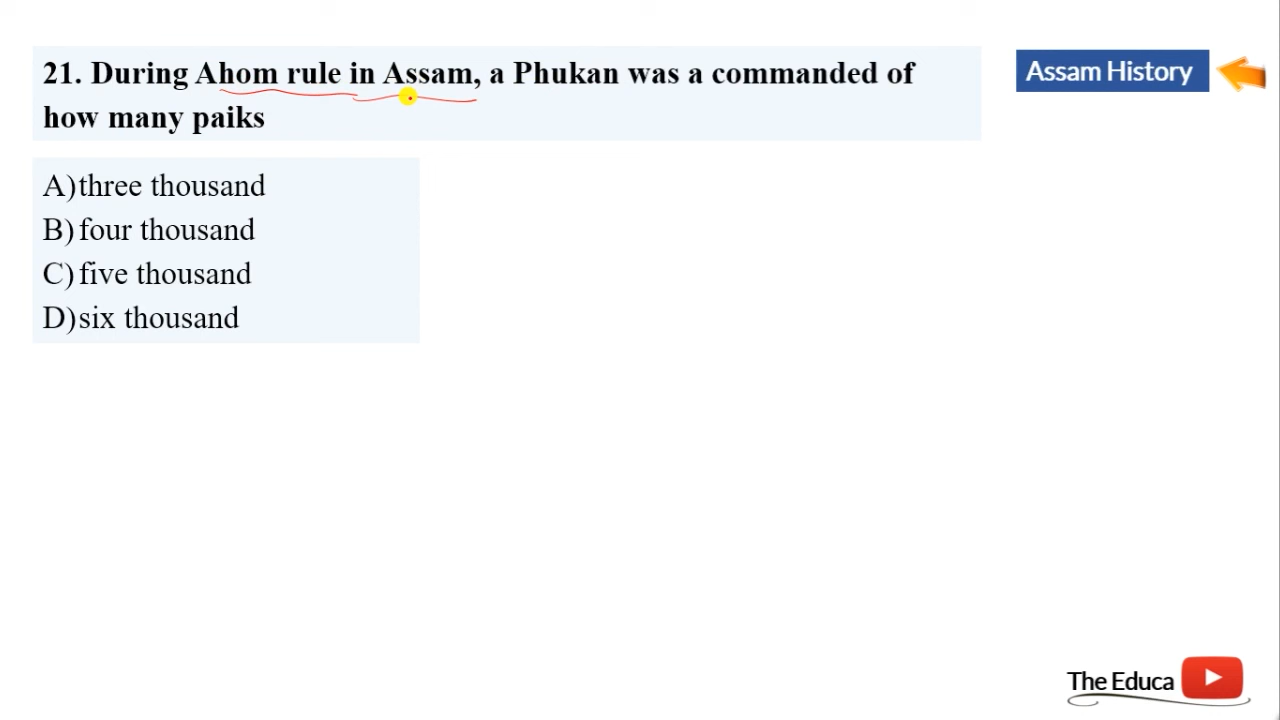 21. During Ahom rule in Assam, a Phukan was a commanded of
how many paiks
Assam History
A)three thousand
B)four thousand
C)five thousand
D)six thousand
The Educa